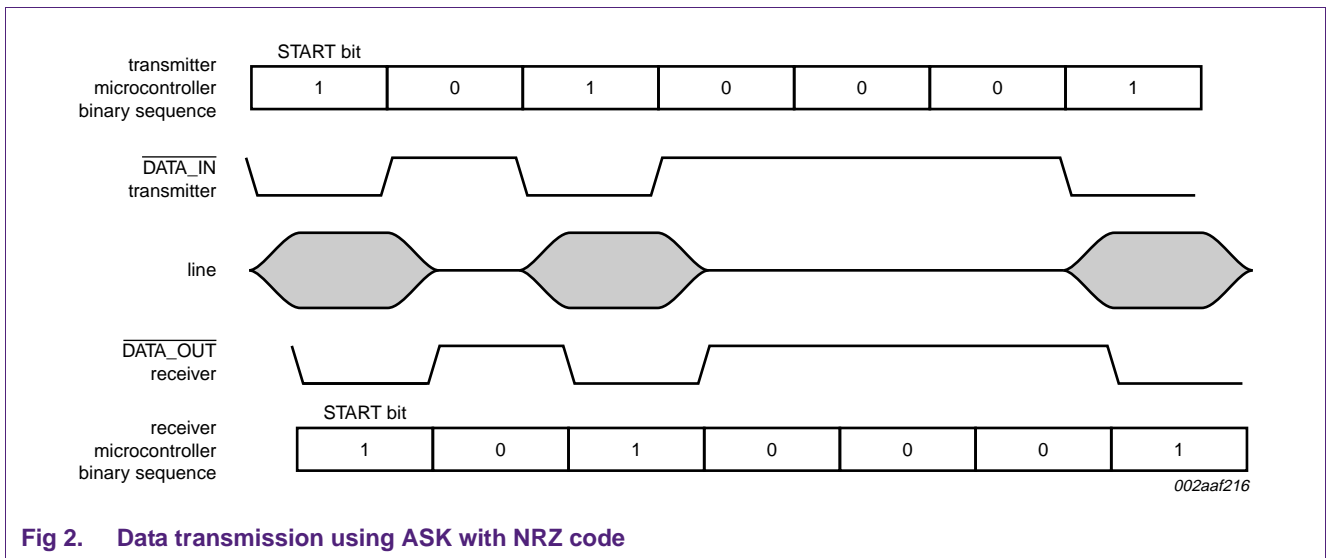 START bit
transmitter
microcontroller
binary sequence
1 0 1 0 0 0 1
DATA_IN
transmitter
line
DATA_OUT
receiver
START bit
receiver
microcontroller
binary sequence
1 0 1 0 0 0 1
002aaf216
Fig 2. Data transmission using ASK with NRZ code